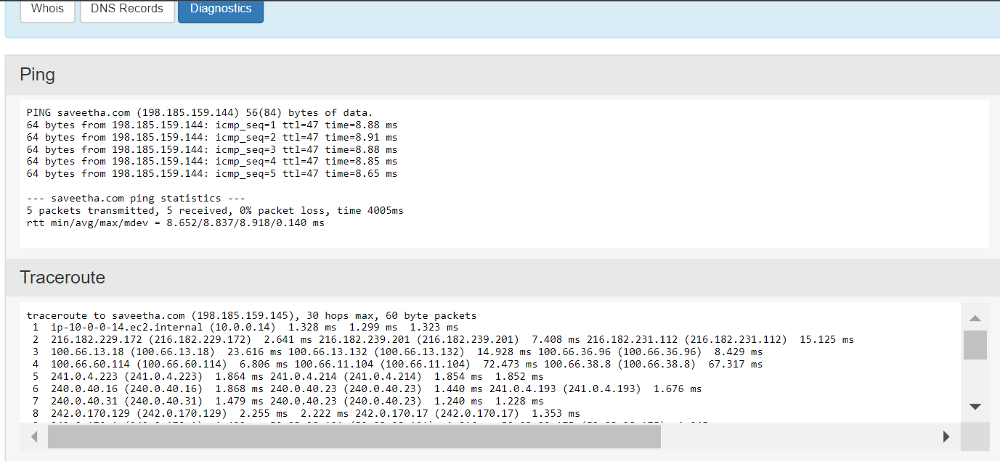 Whois DNS Records Diagnostics
Ping
PING saveetha.com (198.185.159.144) 56(84) bytes of data.
64 bytes from 198.185.159.144: icmp_seq=1 ttl=47 time=8.88 ms
64 bytes from 198.185.159.144: icmp_seq=2 ttl=47 time=8.91 ms
64 bytes from 198.185.159.144: icmp_seq=3 ttl=47 time=8.88 ms
64 bytes from 198.185.159.144: icmp_seq=4 ttl=47 time=8.85 ms
64 bytes from 198.185.159.144: icmp_seq=5 ttl=47 time=8.65 ms
--- saveetha.com ping statistics ---
5 packets transmitted, 5 received, 0% packet loss, time 4005ms
rtt min/avg/max/mdev = 8.652/8.837/8.918/0.140 ms
Traceroute
traceroute to saveetha.com (198.185.159.145), 30 hops max, 60 byte packets
1 ip-10-0-0-14.ec2.internal (10.0.0.14) 1.328 ms 1.299 ms 1.323 ms
2 216.182.229.172 (216.182.229.172) 2.641 ms 216.182.239.201 (216.182.239.201) 7.408 ms 216.182.231.112 (216.182.231.112) 15.125 ms
3 100.66.13.18 (100.66.13.18) 23.616 ms 100.66.13.132 (100.66.13.132) 14.928 ms 100.66.36.96 (100.66.36.96) 8.429 ms
4 100.66.60.114 (100.66.60.114) 6.806 ms 100.66.11.104 (100.66.11.104) 72.473 ms 100.66.38.8 (100.66.38.8) 67.317 ms
5 241.0.4.223 (241.0.4.223) 1.864 ms 241.0.4.214 (241.0.4.214) 1.854 ms 1.852 ms
6 240.0.40.16 (240.0.40.16) 1.868 ms 240.0.40.23 (240.0.40.23) 1.440 ms 241.0.4.193 (241.0.4.193) 1.676 ms
7 240.0.40.31 (240.0.40.31) 1.479 ms 240.0.40.23 (240.0.40.23) 1.240 ms 1.228 ms
8 242.0.170.129 (242.0.170.129) 2.255 ms 2.222 ms 242.0.170.17 (242.0.170.17) 1.353 ms